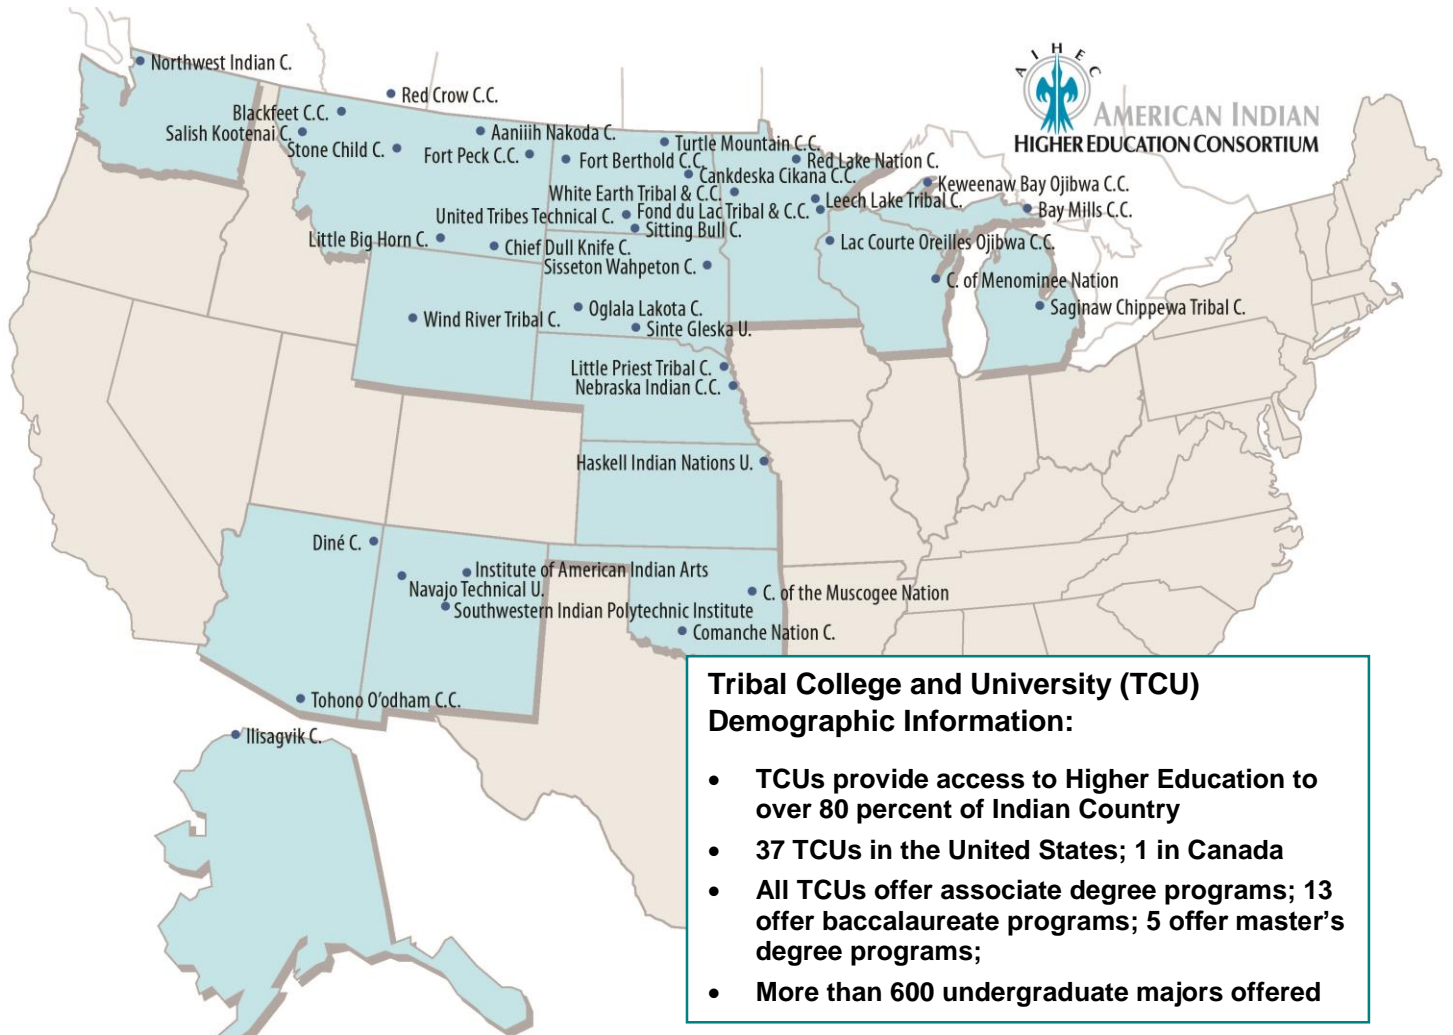 Northwest Indian C.
Red Crow C.C.
Blackfeet C.C.
Salish Kootenai C.
Stone Child C.
Aaniiih Nakoda C.
Fort Peck C.C.
Turtle Mountain C.C.
Fort Berthold C.C.
Cankdeska Cikana C.C.
Red Lake Nation C.
White Earth Tribal & C.C.
Leech Lake Tribal C.
United Tribes Technical C.
Fond du Lac Tribal & C.C.
Sitting Bull C.
Keweenaw Bay Ojibwa C.C.
Bay Mills C.C.
Little Big Horn C.
Chief Dull Knife C.
Lac Courte Oreilles Ojibwa C.C.
Sisseton Wahpeton C.
C. of Menominee Nation
Saginaw Chippewa Tribal C.
Wind River Tribal C.
Oglala Lakota C.
Sinte Gleska U.
Little Priest Tribal C.
Nebraska Indian C.C.
Haskell Indian Nations U.
Diné C.
Institute of American Indian Arts
Navajo Technical U.
Southwestern Indian Polytechnic Institute
C. of the Muscogee Nation
Comanche Nation C.
Tohono O'odham C.C.
Ilisagvik C.
AIHEC
AMERICAN INDIAN
HIGHER EDUCATION CONSORTIUM
Tribal College and University (TCU)
Demographic Information:
• TCUs provide access to Higher Education to
over 80 percent of Indian Country
• 37 TCUs in the United States; 1 in Canada
• All TCUs offer associate degree programs; 13
offer baccalaureate programs; 5 offer master's
degree programs;
• More than 600 undergraduate majors offered